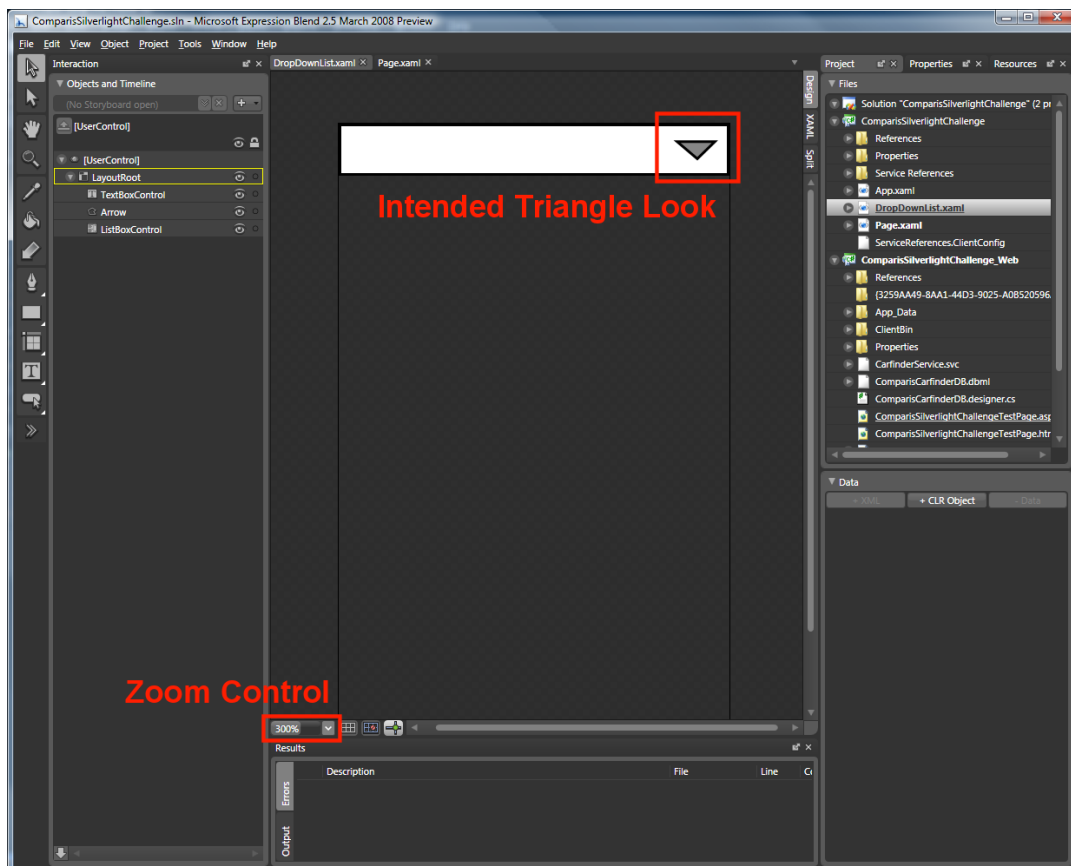 ComparisSilverlightChallenge.sln - Microsoft Expression Blend 2.5 March 2008 Preview
File Edit View Object Project Tools Window Help
Interaction
DropDownList.xaml Page.xaml
Project Properties Resources
Objects and Timeline
(No Storyboard open)
[UserControl]
[UserControl]
LayoutRoot
TextBoxControl
Arrow
ListBoxControl
Design
XAML
Split
Intended Triangle Look
Zoom Control
300%
Results
Errors
Output
Description File Line
Files
Solution "ComparisSilverlightChallenge" (2 pr
ComparisSilverlightChallenge
References
Properties
Service References
App.xaml
DropDownList.xaml
Page.xaml
ServiceReferences.ClientConfig
ComparisSilverlightChallenge_Web
References
{3259AA49-8AA1-44D3-9025-A0B520596.
App_Data
ClientBin
Properties
CarfinderService.svc
ComparisCarfinderDB.dbml
ComparisCarfinderDB.designer.cs
ComparisSilverlightChallengeTestPage.asp
ComparisSilverlightChallengeTestPage.htr
Data
+ XML + CLR Object - Data